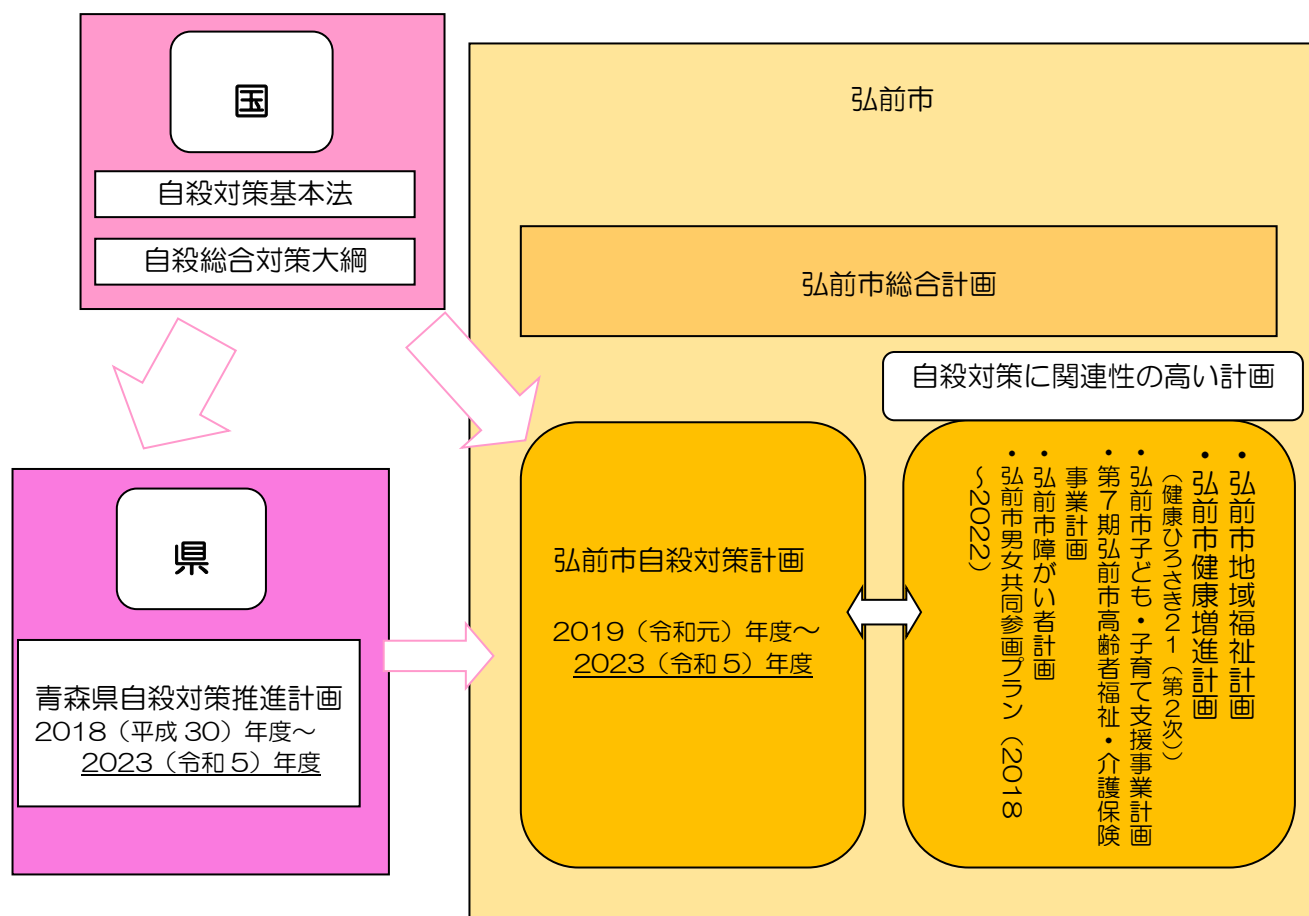 国
自殺対策基本法
自殺総合対策大綱
県
青森県自殺対策推進計画
2018（平成 30）年度～
2023（令和 5）年度
弘前市
弘前市総合計画
弘前市自殺対策計画
2019（令和元）年度～
2023（令和 5）年度
自殺対策に関連性の高い計画
・弘前市地域福祉計画
・弘前市健康増進計画
（健康ひろさき２１（第２次））
・弘前市子ども・子育て支援事業計画
・第７期弘前市高齢者福祉・介護保険
事業計画
・弘前市障がい者計画
・弘前市男女共同参画プラン（2018
～2022）